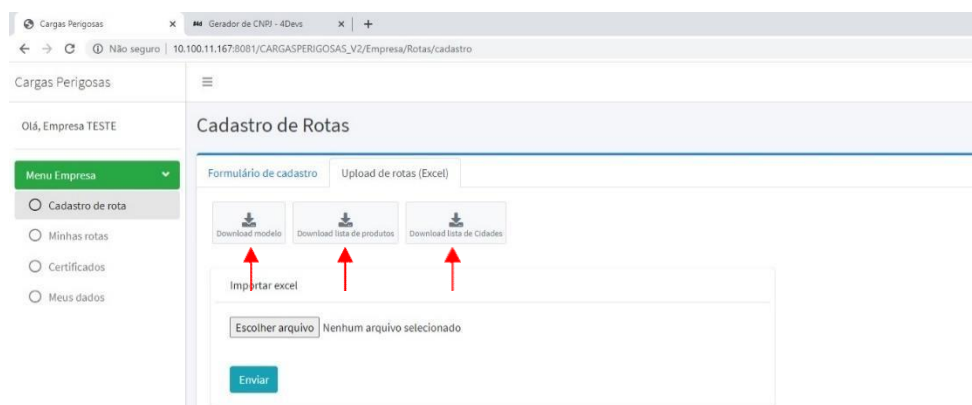 Cargas Perigosas
Gerador de CNPJ - 4Devs
Não seguro | 10.100.11.167:8081/CARGASPERIGOSAS_V2/Empresa/Rotas/cadastro
Cargas Perigosas
Olá, Empresa TESTE
Cadastro de Rotas
Menu Empresa
Formulário de cadastro Upload de rotas (Excel)
Cadastro de rota
Minhas rotas
Certificados
Meus dados
Download modelo Download lista de produtos Download lista de Cidades
Importar excel
Escolher arquivo Nenhum arquivo selecionado
Enviar